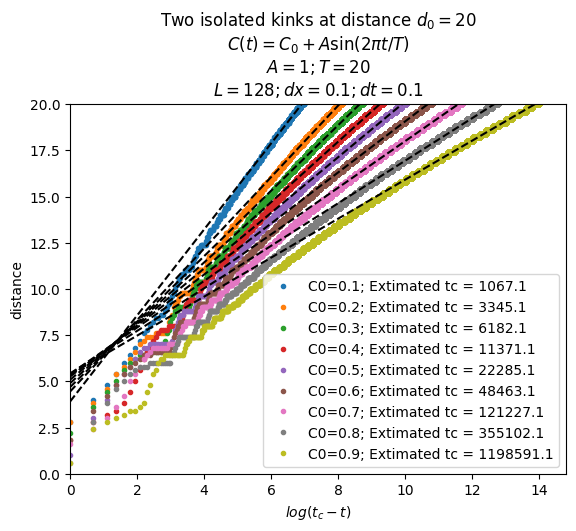 Two isolated kinks at distance $d_0 = 20$
$C(t) = C_0 + A\sin(2\pi t/T)$
$A = 1; T = 20$
$L = 128; dx = 0.1; dt = 0.1$
20.0
17.5
15.0
12.5
10.0
7.5
5.0
2.5
0.0
distance
C0=0.1; Extimated tc = 1067.1
C0=0.2; Extimated tc = 3345.1
C0=0.3; Extimated tc = 6182.1
C0=0.4; Extimated tc = 11371.1
C0=0.5; Extimated tc = 22285.1
C0=0.6; Extimated tc = 48463.1
C0=0.7; Extimated tc = 121227.1
C0=0.8; Extimated tc = 355102.1
C0=0.9; Extimated tc = 1198591.1
0 2 4 6 8 10 12 14
$log(t_c - t)$